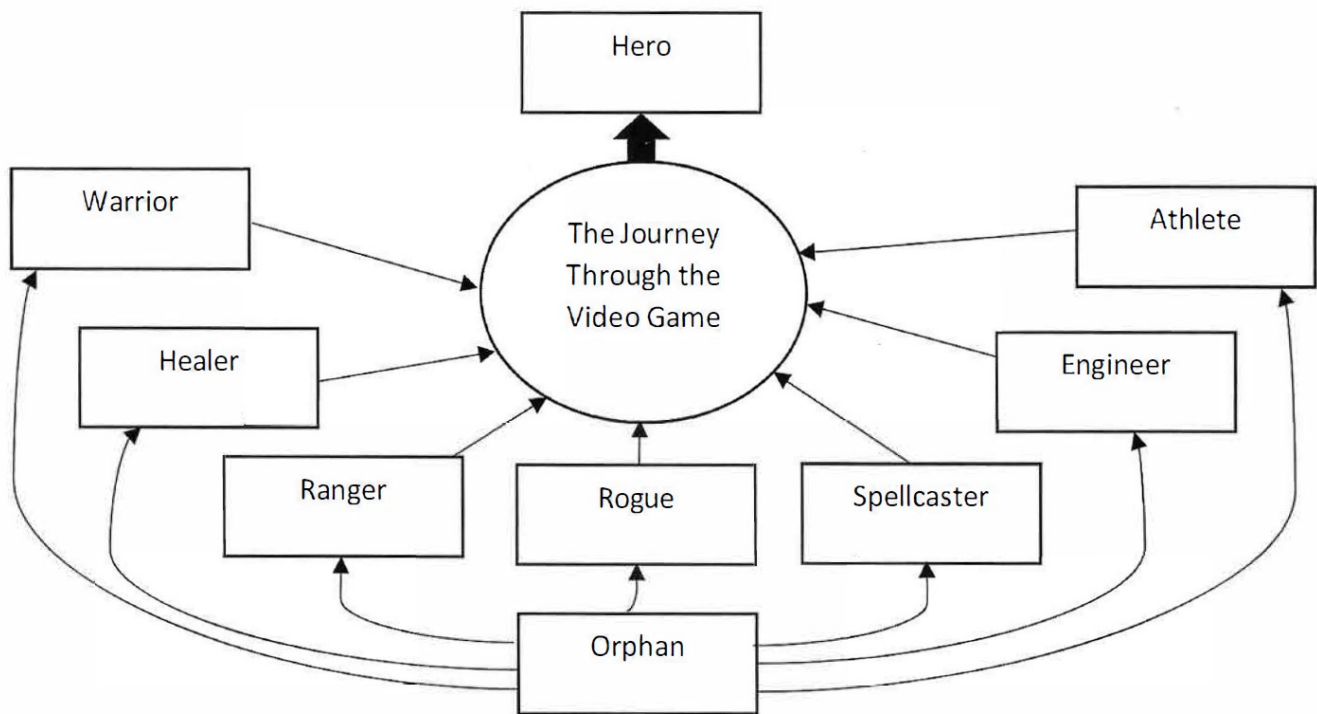 Hero
Warrior
Athlete
The Journey
Through the
Video Game
Healer
Engineer
Ranger
Rogue
Spellcaster
Orphan